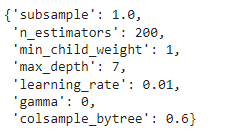 {'subsample': 1.0,
'n_estimators': 200,
'min_child_weight': 1,
'max_depth': 7,
'learning_rate': 0.01,
'gamma': 0,
'colsample_bytree': 0.6}